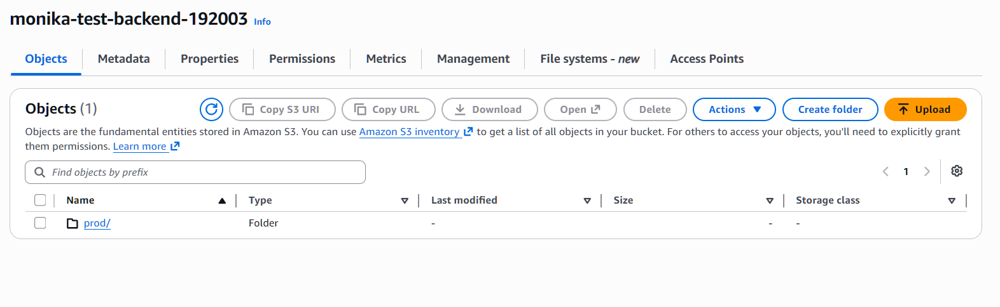 monika-test-backend-192003 Info
Objects Metadata Properties Permissions Metrics Management File systems - new Access Points
Objects (1) Copy S3 URI Copy URL Download Open Delete Actions Create folder Upload
Objects are the fundamental entities stored in Amazon S3. You can use Amazon S3 inventory to get a list of all objects in your bucket. For others to access your objects, you'll need to explicitly grant
them permissions. Learn more
Find objects by prefix 1
Name Type Last modified Size Storage class
prod/ Folder - - -